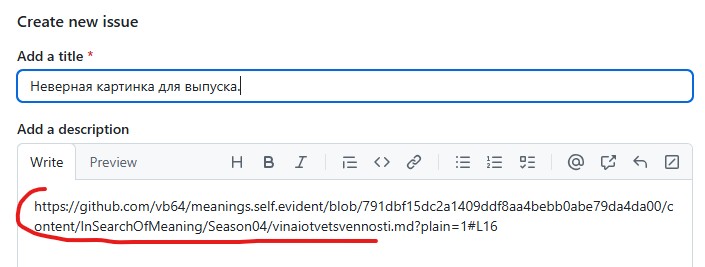 Create new issue
Add a title *
Неверная картинка для выпуска.
Add a description
Write Preview H B I @
https://github.com/vb64/meanings.self.evident/blob/791dbf15dc2a1409ddf8aa4bebb0abe79da4da00/c
ontent/InSearchOfMeaning/Season04/vinaiotvetsvennosti.md?plain=1#L16